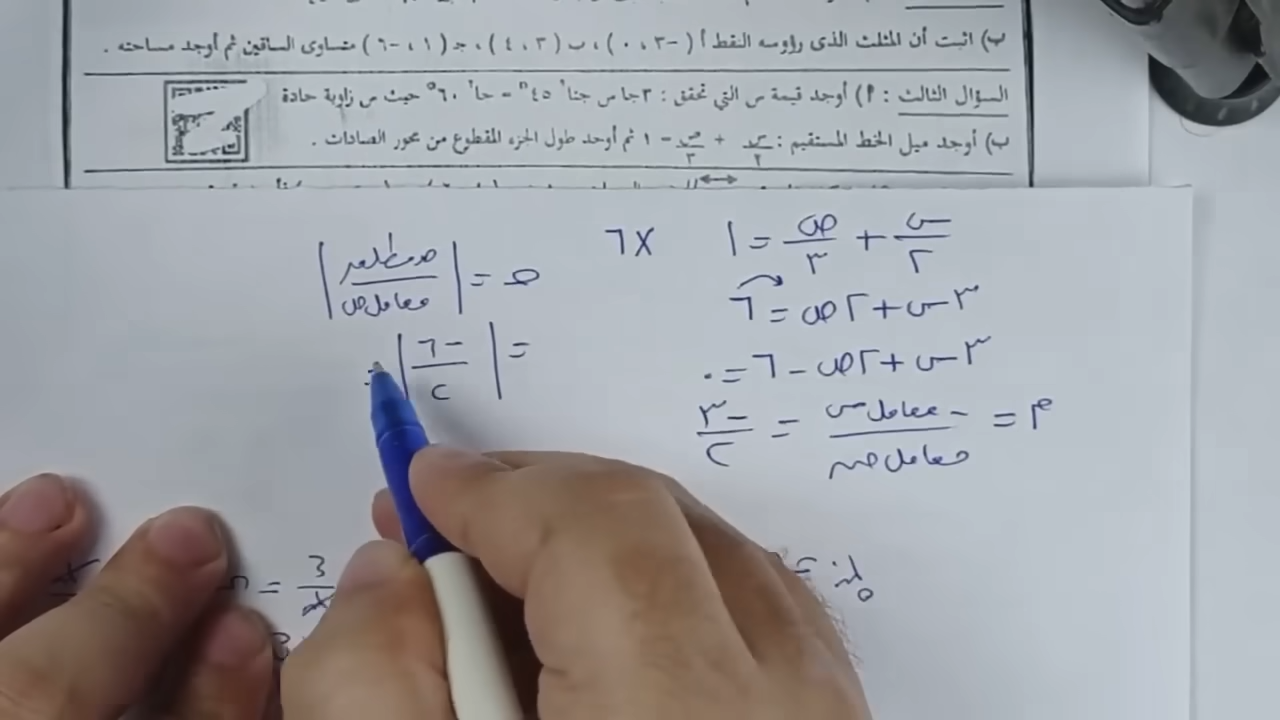 ب) اثبت أن المثلث الذى رؤوسه النقط أ ( -٣ ، ٠ ) ، ب ( ٣ ، ٤ ) ، جـ ( ١ ، -٦ ) متساوى الساقين ثم أوجد مساحته .
السؤال الثالث : أ) أوجد قيمة س التي تحقق : ٣ جا س جتا٢ ٤٥° = حا٢ ٦٠° حيث س زاوية حادة
ب) أوجد ميل الخط المستقيم : س/٢ + ص/٣ = ١ ثم أوجد طول الجزء المقطوع من محور الصادات .
س/٢ + ص/٣ = ١ ×٦
٣س + ٢ص = ٦
٣س + ٢ص - ٦ = ٠
م = -معامل س / معامل ص = -٣/٢
= | معامل ص |
= | -٦/٢ | =
= 3